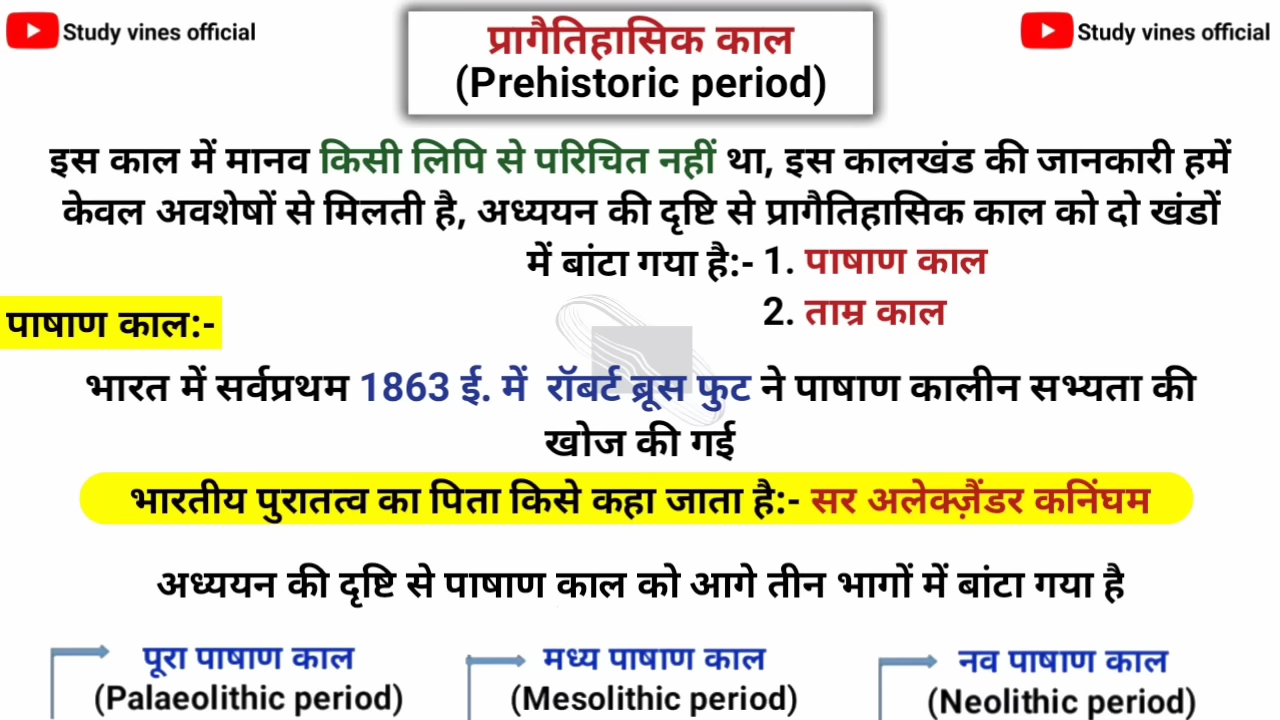 Study vines official
Study vines official
प्रागैतिहासिक काल
(Prehistoric period)
इस काल में मानव किसी लिपि से परिचित नहीं था, इस कालखंड की जानकारी हमें
केवल अवशेषों से मिलती है, अध्ययन की दृष्टि से प्रागैतिहासिक काल को दो खंडों
में बांटा गया है:- 1. पाषाण काल
2. ताम्र काल
पाषाण काल:-
भारत में सर्वप्रथम 1863 ई. में रॉबर्ट ब्रूस फुट ने पाषाण कालीन सभ्यता की
खोज की गई
भारतीय पुरातत्व का पिता किसे कहा जाता है:- सर अलेक्ज़ैंडर कनिंघम
अध्ययन की दृष्टि से पाषाण काल को आगे तीन भागों में बांटा गया है
पूरा पाषाण काल
(Palaeolithic period)
मध्य पाषाण काल
(Mesolithic period)
नव पाषाण काल
(Neolithic period)